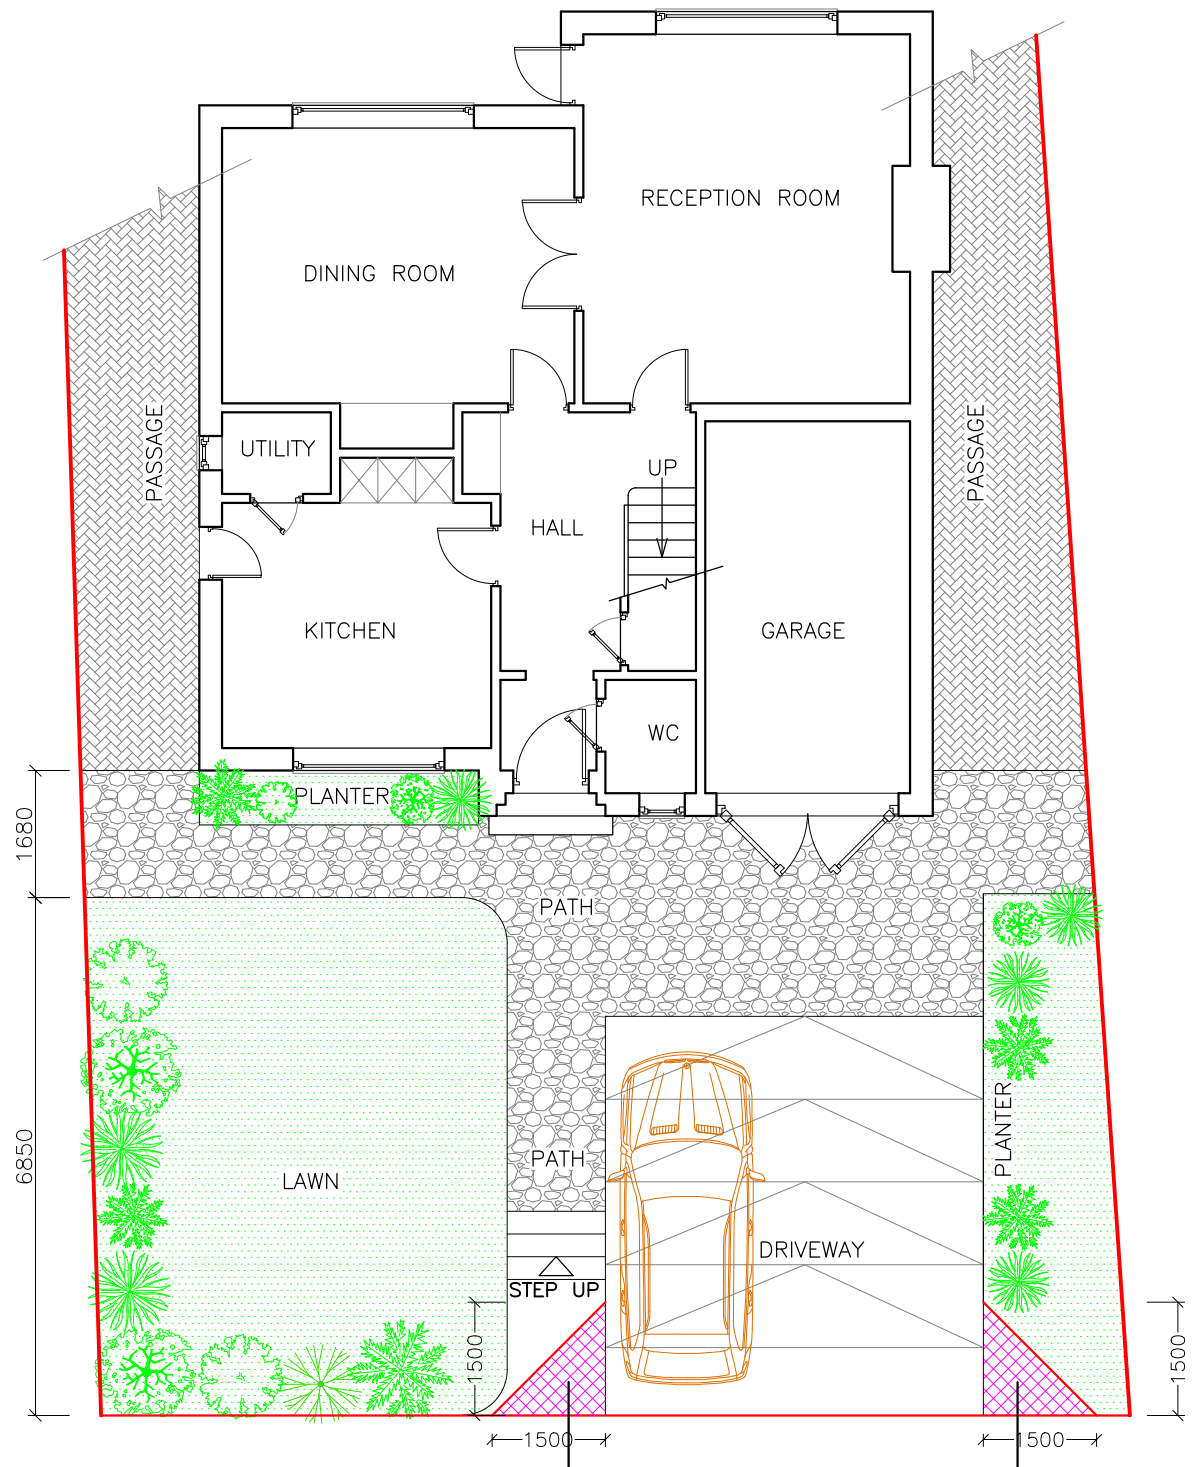 RECEPTION ROOM
DINING ROOM
PASSAGE
PASSAGE
UTILITY
UP
HALL
KITCHEN
GARAGE
WC
PLANTER
1680
PATH
6850
PATH
PLANTER
LAWN
DRIVEWAY
STEP UP
1500
1500
1500
1500